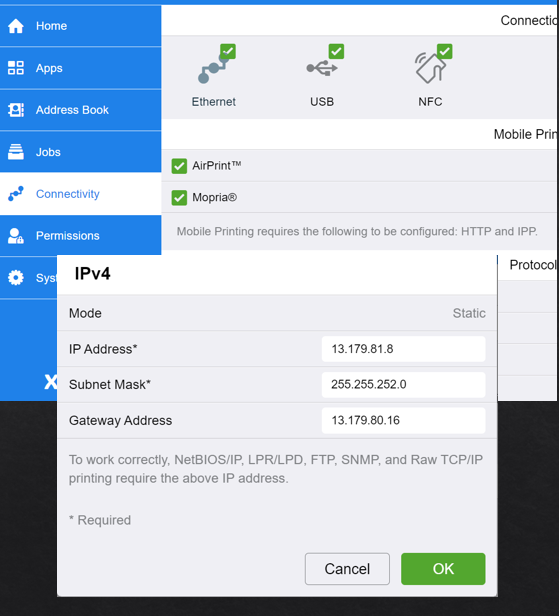 Home
Connectio
Apps
Ethernet
USB
NFC
Address Book
Mobile Prin
Jobs
AirPrint™
Connectivity
Mopria®
Permissions
Mobile Printing requires the following to be configured: HTTP and IPP.
Syst
Protocol
X
IPv4
Mode
Static
IP Address*
13.179.81.8
Subnet Mask*
255.255.252.0
Gateway Address
13.179.80.16
To work correctly, NetBIOS/IP, LPR/LPD, FTP, SNMP, and Raw TCP/IP
printing require the above IP address.
* Required
Cancel
OK